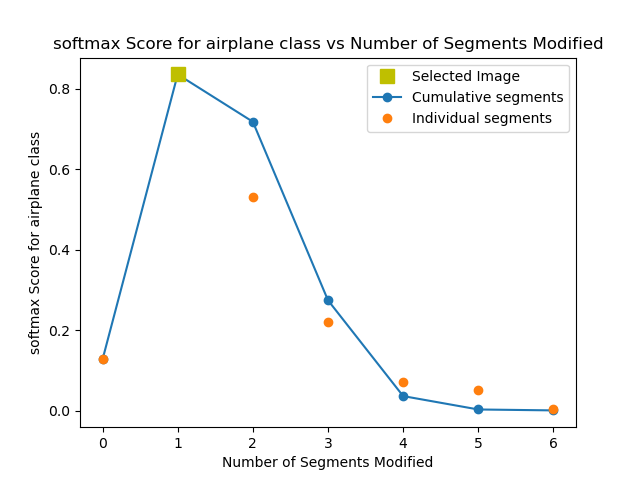 softmax Score for airplane class vs Number of Segments Modified
Selected Image
Cumulative segments
Individual segments
softmax Score for airplane class
0.8
0.6
0.4
0.2
0.0
0 1 2 3 4 5 6
Number of Segments Modified